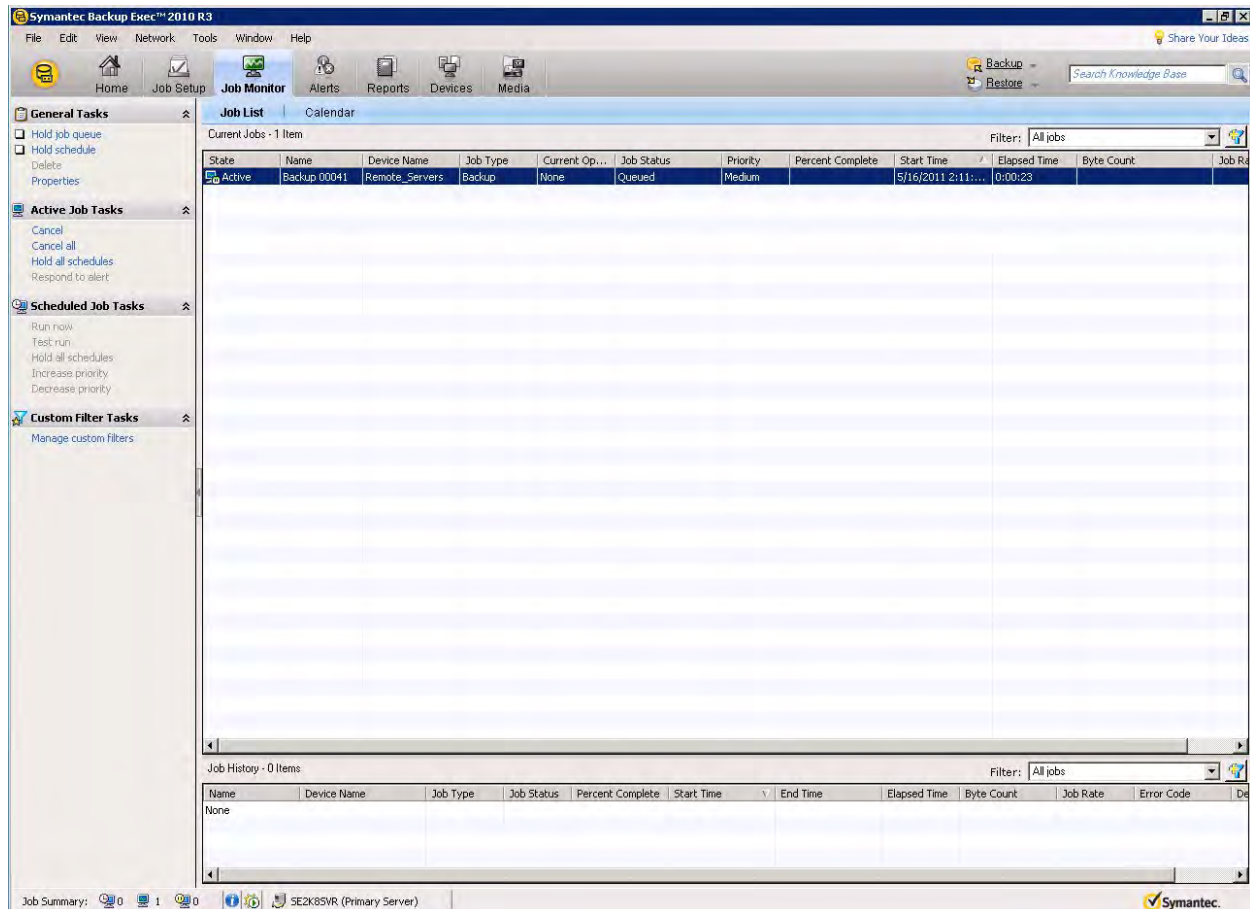 Symantec Backup Exec™ 2010 R3
File Edit View Network Tools Window Help
Share Your Ideas
Home Job Setup Job Monitor Alerts Reports Devices Media
Backup
Restore
Search Knowledge Base
General Tasks
Hold job queue
Hold schedule
Delete
Properties
Active Job Tasks
Cancel
Cancel all
Hold all schedules
Respond to alert
Scheduled Job Tasks
Run now
Test run
Hold all schedules
Increase priority
Decrease priority
Custom Filter Tasks
Manage custom filters
Job List Calendar
Current Jobs - 1 Item
Filter: All jobs
State Name Device Name Job Type Current Op... Job Status Priority Percent Complete Start Time Elapsed Time Byte Count Job Ra
Active Backup 00041 Remote_Servers Backup None Queued Medium 5/16/2011 2:11:... 0:00:23
Job History - 0 Items
Filter: All jobs
Name Device Name Job Type Job Status Percent Complete Start Time End Time Elapsed Time Byte Count Job Rate Error Code De
None
Job Summary: 0 1 0 SE2K8SVR (Primary Server)
Symantec.